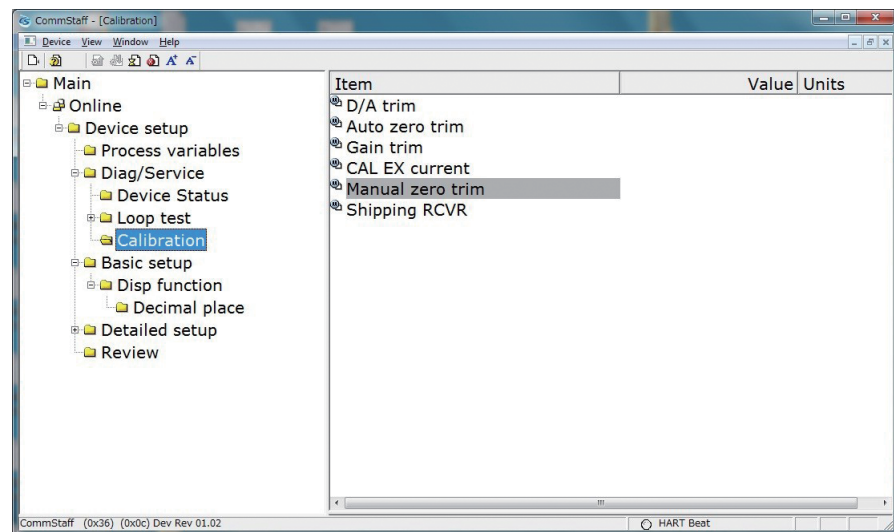 CommStaff - [Calibration]
Device View Window Help
Main
Online
Device setup
Process variables
Diag/Service
Device Status
Loop test
Calibration
Basic setup
Disp function
Decimal place
Detailed setup
Review
Item Value Units
D/A trim
Auto zero trim
Gain trim
CAL EX current
Manual zero trim
Shipping RCVR
CommStaff (0x36) (0x0c) Dev Rev 01.02 HART Beat